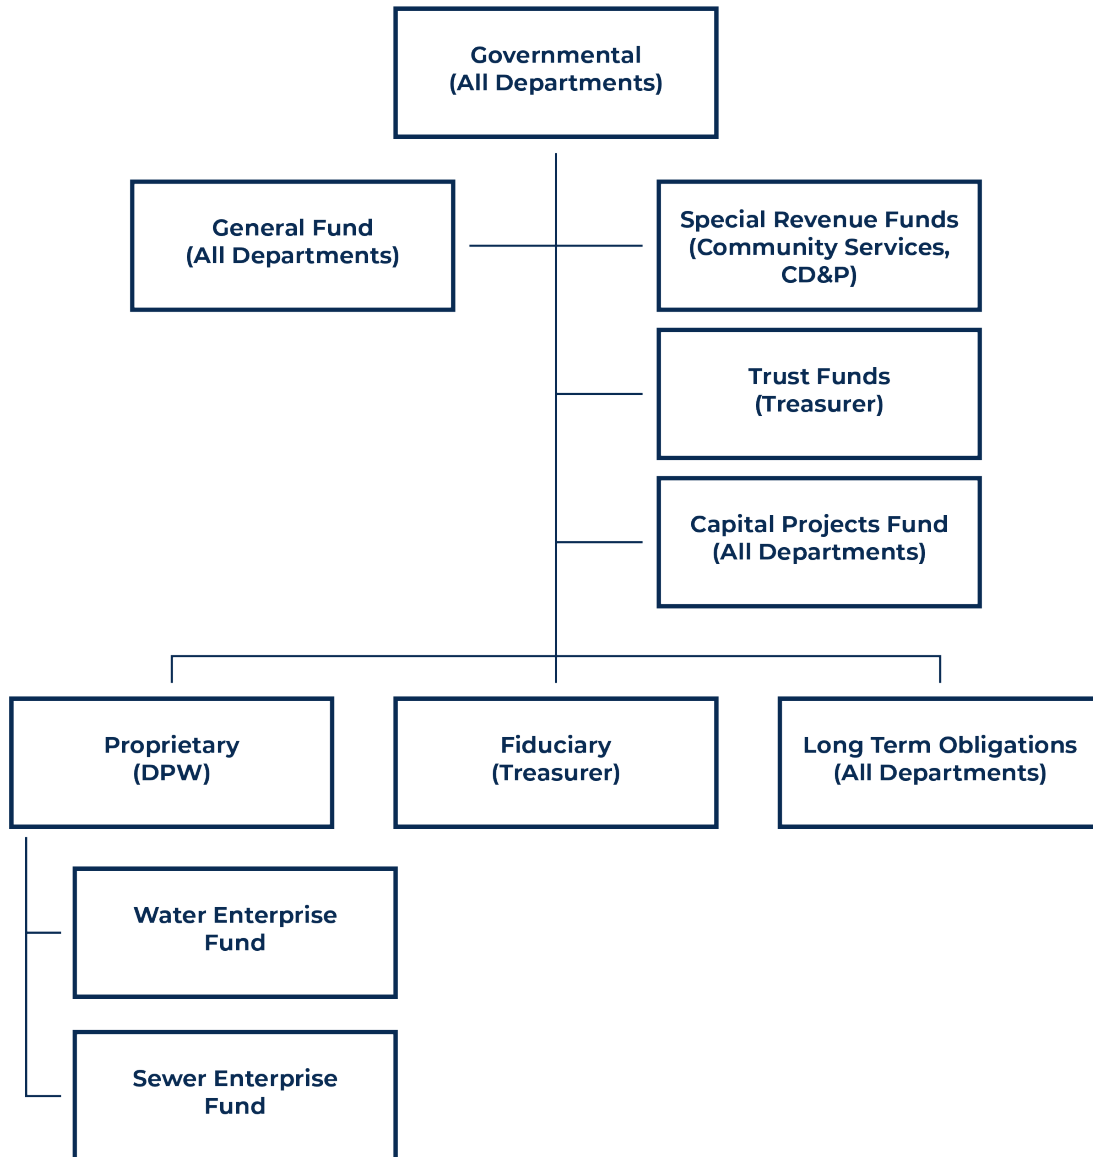 Governmental
(All Departments)
General Fund
(All Departments)
Special Revenue Funds
(Community Services,
CD&P)
Trust Funds
(Treasurer)
Capital Projects Fund
(All Departments)
Proprietary
(DPW)
Fiduciary
(Treasurer)
Long Term Obligations
(All Departments)
Water Enterprise
Fund
Sewer Enterprise
Fund